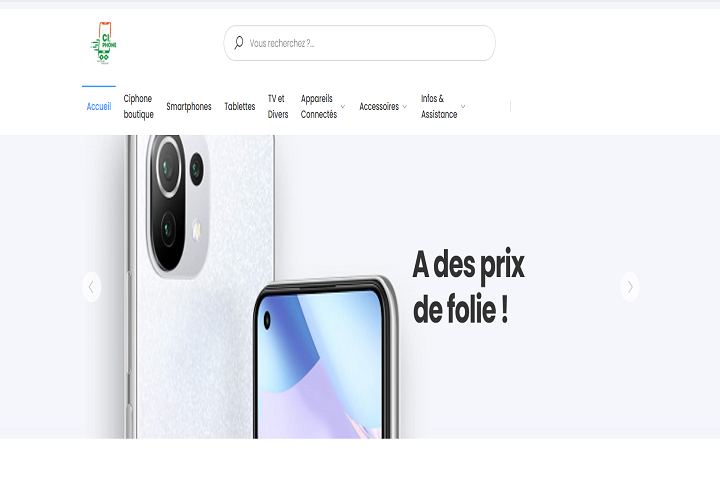 CI
PHONE
Vous recherchez ?...
Accueil
Ciphone
boutique
Smartphones
Tablettes
TV et
Divers
Appareils
Connectés
Accessoires
Infos &
Assistance
A des prix
de folie !